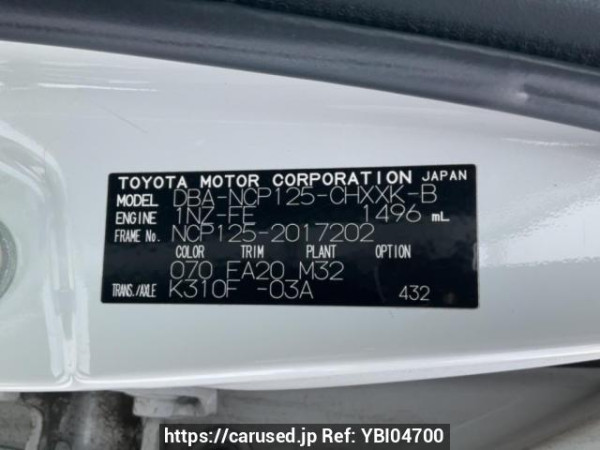 TOYOTA MOTOR CORPORATION JAPAN
MODEL DBA-NCP125-CHXXK-B
ENGINE 1NZ-FE 1496 mL
FRAME No. NCP125-2017202
COLOR TRIM PLANT OPTION
070 FA20 M32
TRANS./AXLE K310F -03A 432
https://carused.jp Ref: YBI04700